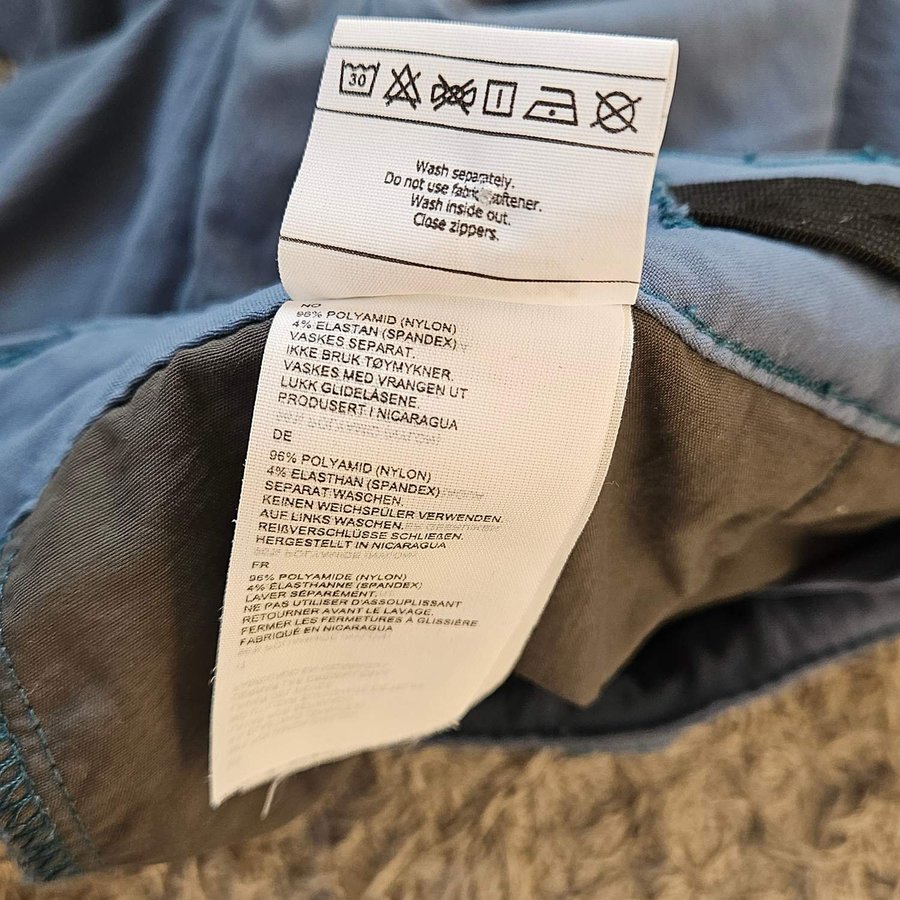 30
Wash separately.
Do not use fabric softener.
Wash inside out.
Close zippers.
NO
96% POLYAMID (NYLON)
4% ELASTAN (SPANDEX)
VASKES SEPARAT.
IKKE BRUK TØYMYKNER.
VASKES MED VRANGEN UT
LUKK GLIDELÅSENE
PRODUSERT I NICARAGUA
DE
96% POLYAMID (NYLON)
4% ELASTHAN (SPANDEX)
SEPARAT WASCHEN.
KEINEN WEICHSPÜLER VERWENDEN.
AUF LINKS WASCHEN.
REIßVERSCHLÜSSE SCHLIEßEN.
HERGESTELLT IN NICARAGUA
FR
96% POLYAMIDE (NYLON)
4% ÉLASTHANNE (SPANDEX)
LAVER SÉPARÉMENT.
NE PAS UTILISER D'ASSOUPLISSANT
RETOURNER AVANT LE LAVAGE.
FERMER LES FERMETURES À GLISSIÈRE
FABRIQUÉ EN NICARAGUA